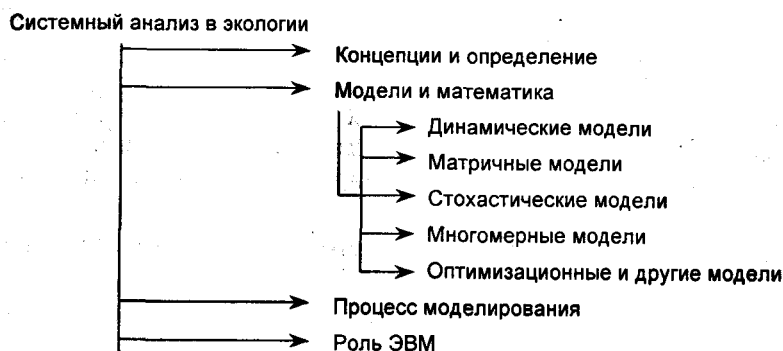 Системный анализ в экологии
Концепции и определение
Модели и математика
Динамические модели
Матричные модели
Стохастические модели
Многомерные модели
Оптимизационные и другие модели
Процесс моделирования
Роль ЭВМ